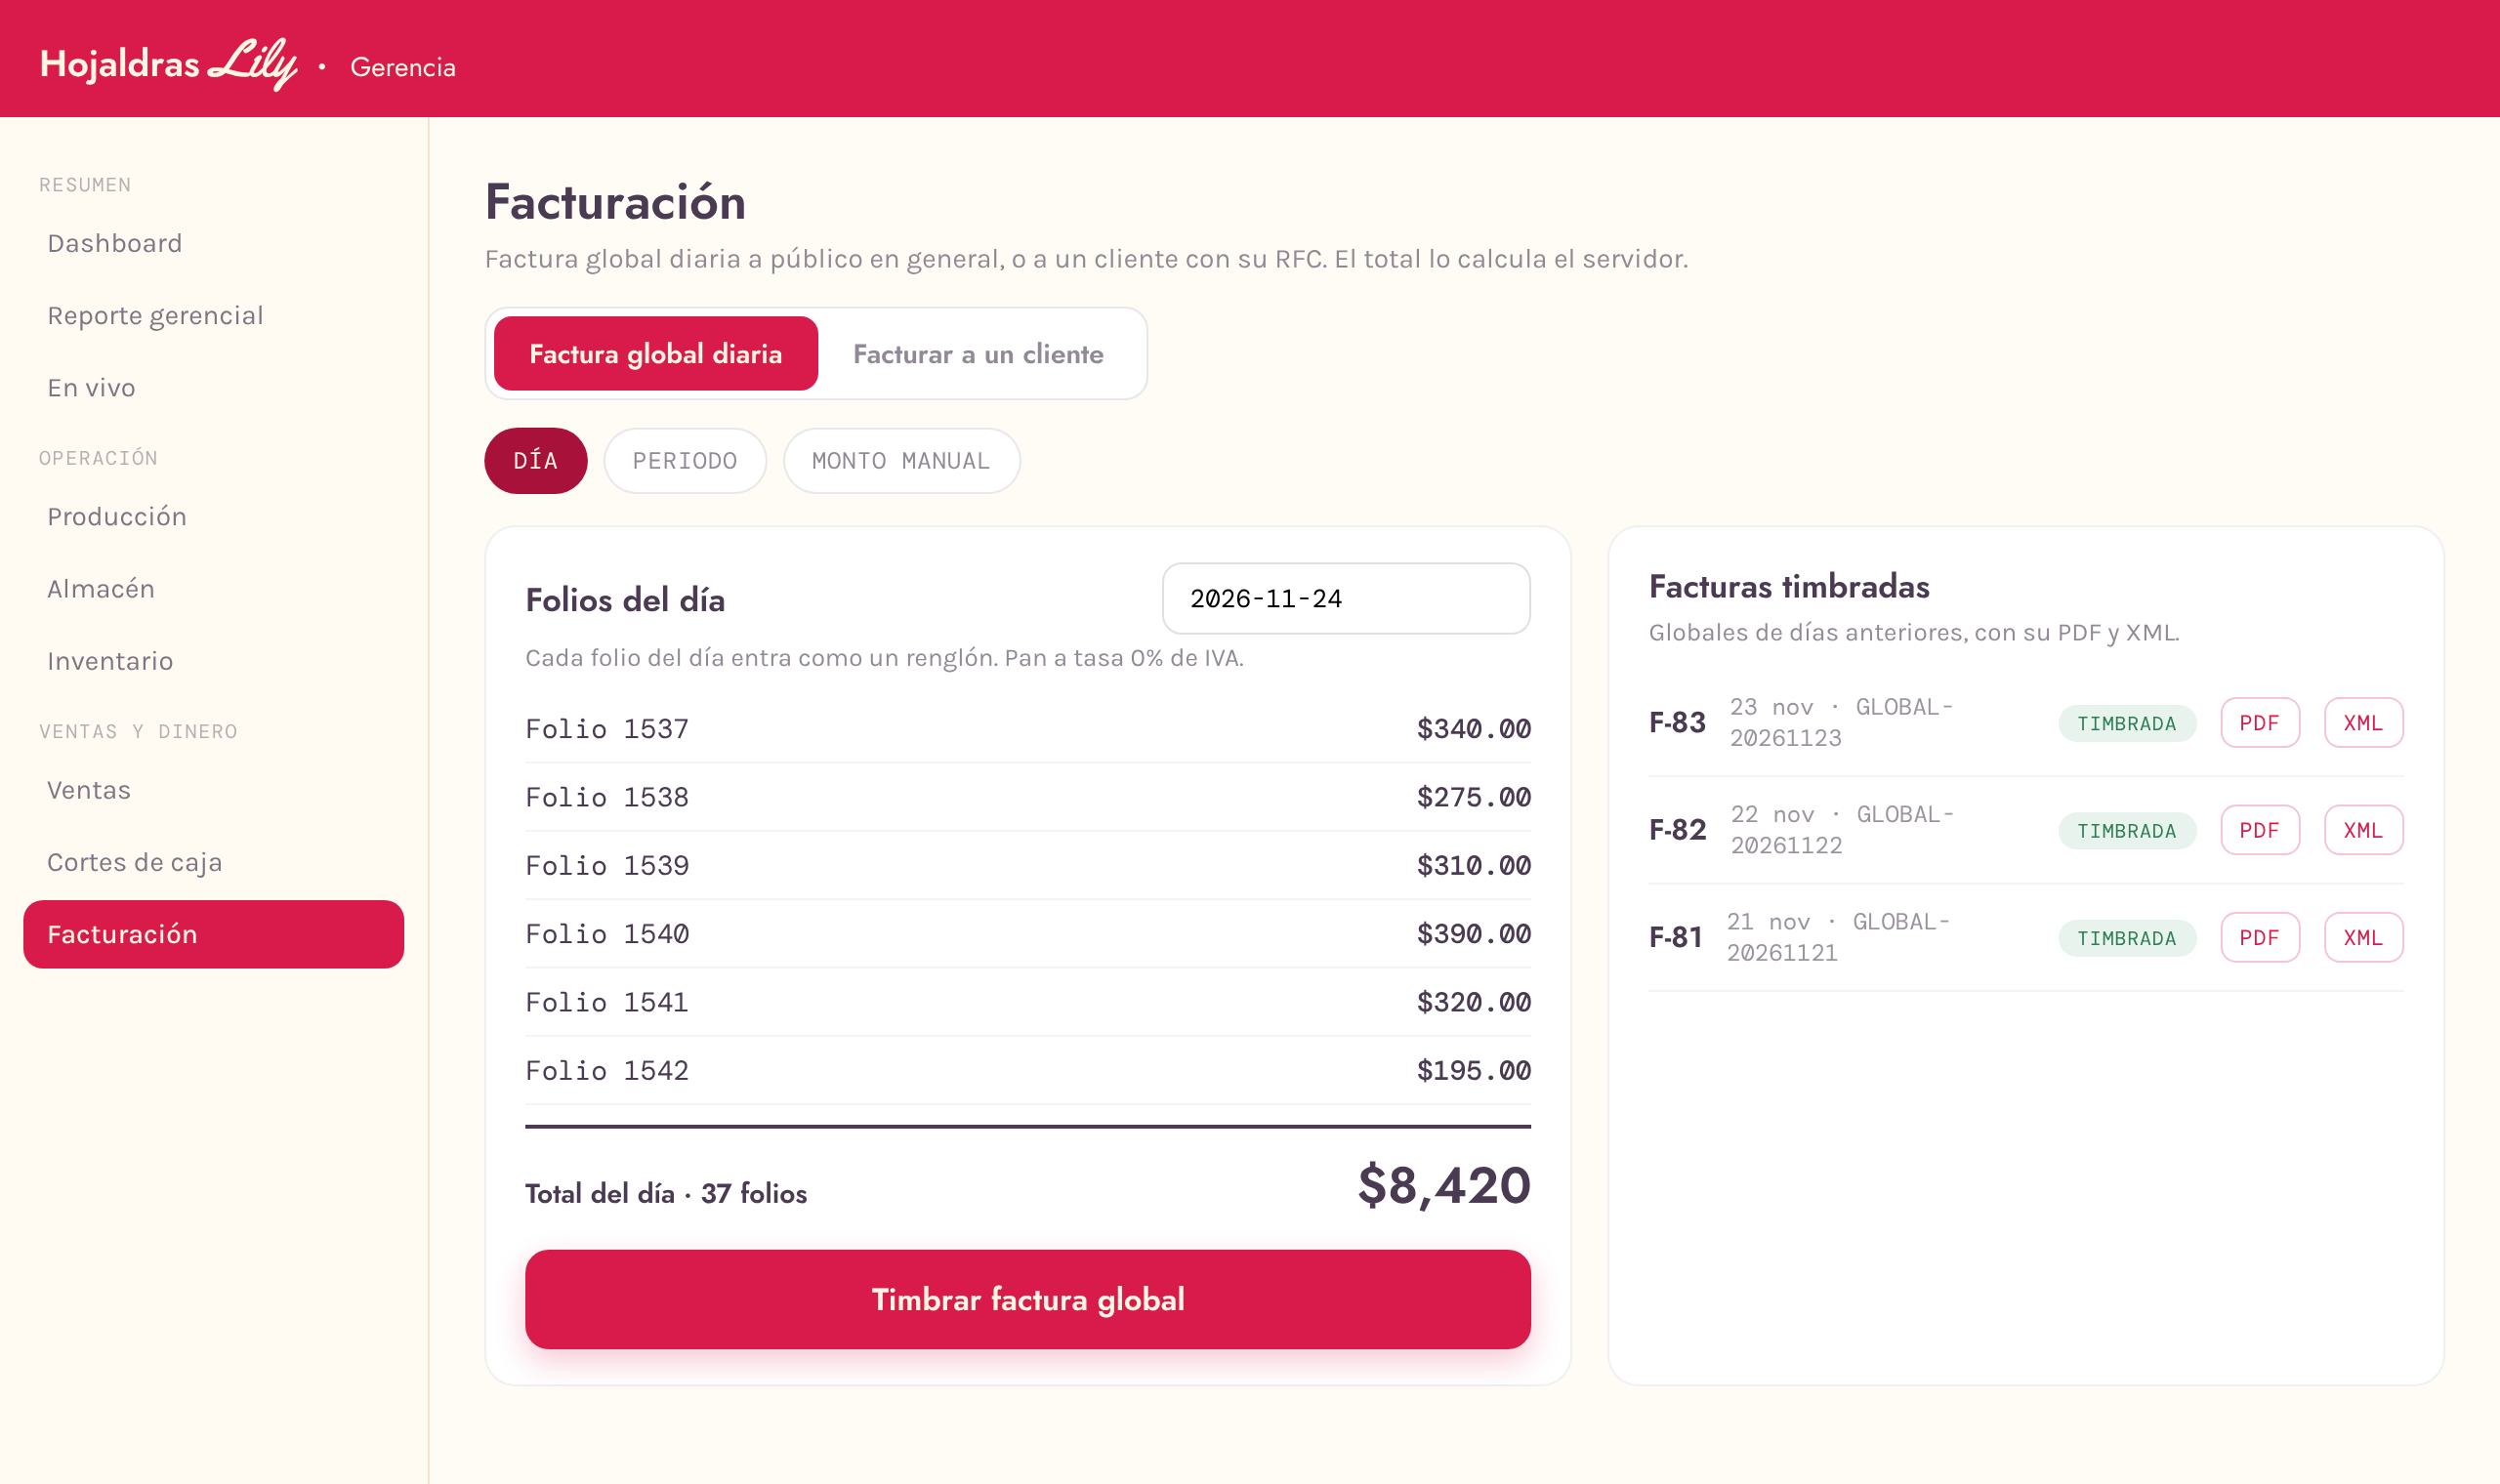 Hojaldras Lily • Gerencia
RESUMEN
Dashboard
Reporte gerencial
En vivo
OPERACIÓN
Producción
Almacén
Inventario
VENTAS Y DINERO
Ventas
Cortes de caja
Facturación
Facturación
Factura global diaria a público en general, o a un cliente con su RFC. El total lo calcula el servidor.
Factura global diaria Facturar a un cliente
DÍA PERIODO MONTO MANUAL
Folios del día 2026-11-24
Cada folio del día entra como un renglón. Pan a tasa 0% de IVA.
Folio 1537 $340.00
Folio 1538 $275.00
Folio 1539 $310.00
Folio 1540 $390.00
Folio 1541 $320.00
Folio 1542 $195.00
Total del día · 37 folios $8,420
Timbrar factura global
Facturas timbradas
Globales de días anteriores, con su PDF y XML.
F-83 23 nov · GLOBAL-
20261123 TIMBRADA PDF XML
F-82 22 nov · GLOBAL-
20261122 TIMBRADA PDF XML
F-81 21 nov · GLOBAL-
20261121 TIMBRADA PDF XML